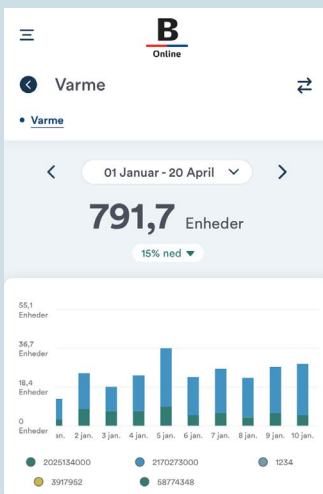 B
Online
Varme
Varme
01 Januar - 20 April
791,7 Enheder
15% ned
55,1
Enheder
36,7
Enheder
18,4
Enheder
0
Enheder
an. 2 jan. 3 jan. 4 jan. 5 jan. 6 jan. 7 jan. 8 jan. 9 jan. 10 jan.
2025134000 2170273000 1234
3917952 58774348